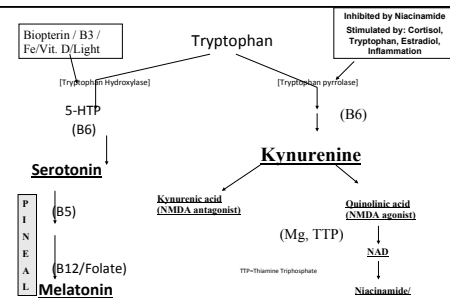 Inhibited by Niacinamide
Stimulated by: Cortisol,
Tryptophan, Estradiol,
Inflammation
Biopterin / B3 /
Fe/Vit. D/Light
Tryptophan
[Tryptophan Hydroxylase]
[Tryptophan pyrrolase]
5-HTP
(B6)
(B6)
Serotonin
Kynurenine
PINEAL
(B5)
Kynurenic acid
(NMDA antagonist)
Quinolinic acid
(NMDA agonist)
(Mg, TTP)
NAD
(B12/Folate)
TTP=Thiamine Triphosphate
Melatonin
Niacinamide/